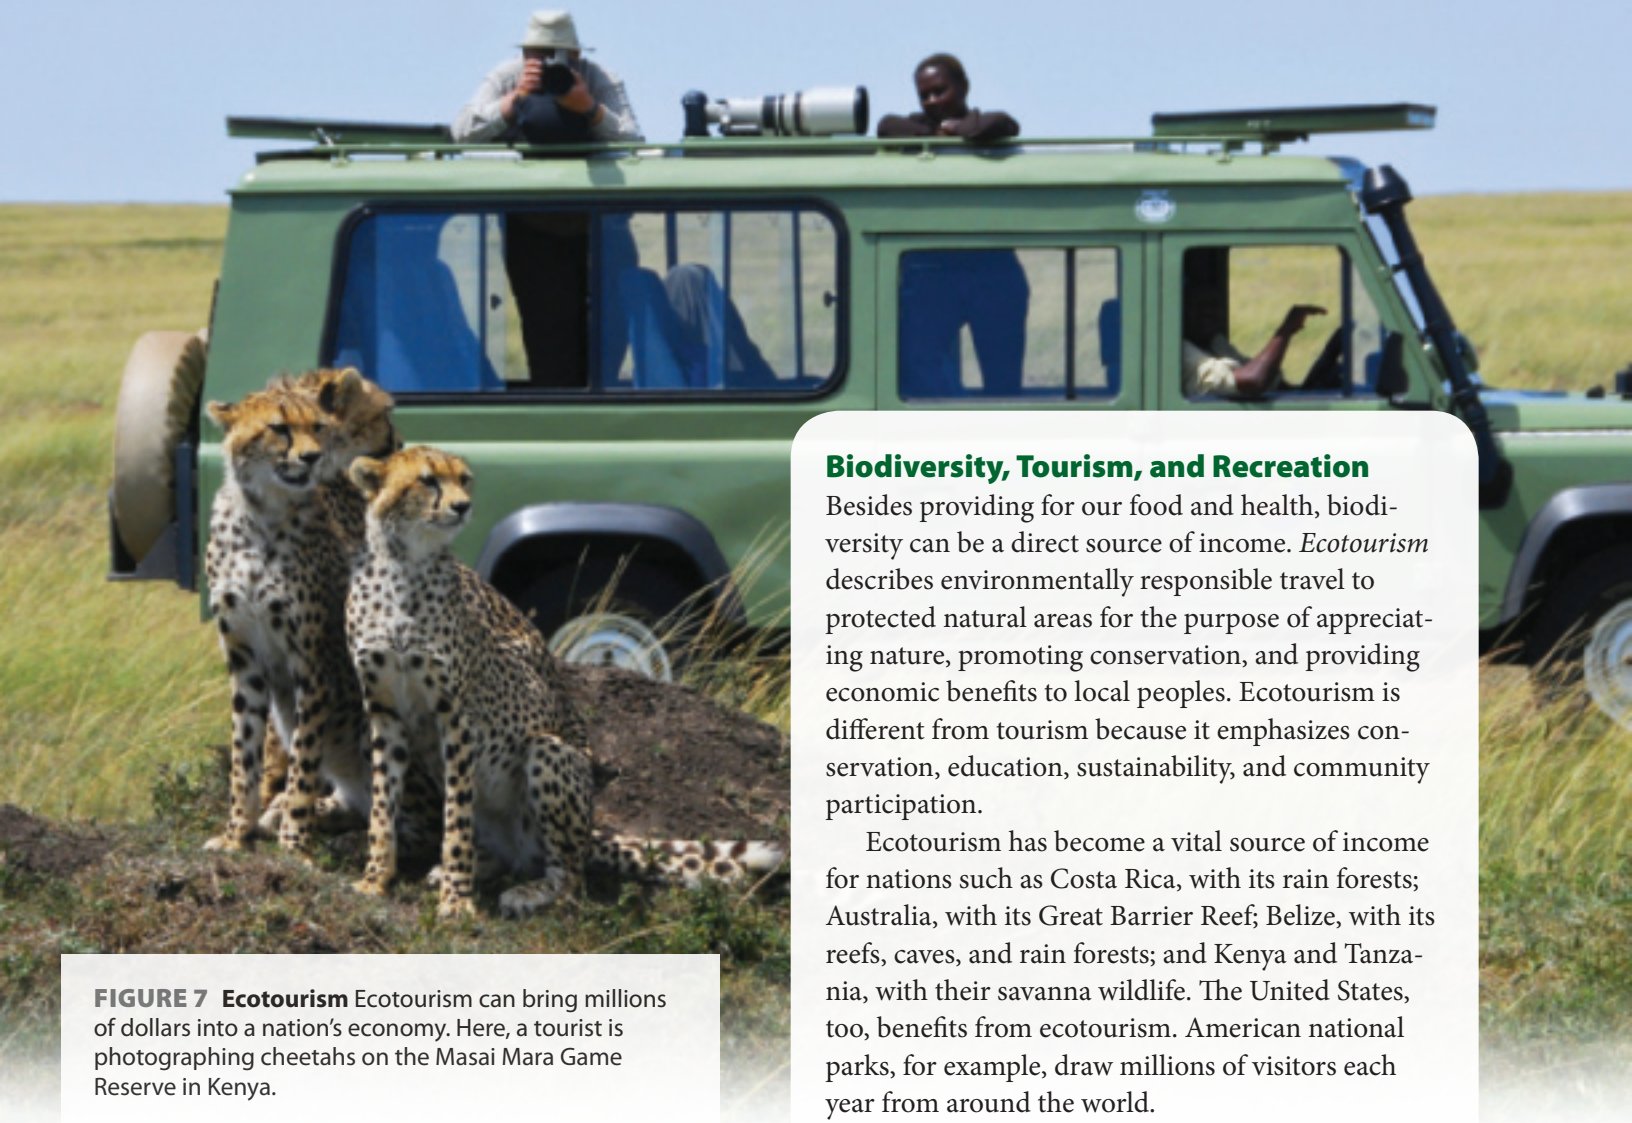 Biodiversity, Tourism, and Recreation
Besides providing for our food and health, biodi-
versity can be a direct source of income. Ecotourism
describes environmentally responsible travel to
protected natural areas for the purpose of appreciat-
ing nature, promoting conservation, and providing
economic benefits to local peoples. Ecotourism is
different from tourism because it emphasizes con-
servation, education, sustainability, and community
participation.
Ecotourism has become a vital source of income
for nations such as Costa Rica, with its rain forests;
Australia, with its Great Barrier Reef; Belize, with its
reefs, caves, and rain forests; and Kenya and Tanza-
nia, with their savanna wildlife. The United States,
too, benefits from ecotourism. American national
parks, for example, draw millions of visitors each
year from around the world.
FIGURE 7 Ecotourism Ecotourism can bring millions
of dollars into a nation’s economy. Here, a tourist is
photographing cheetahs on the Masai Mara Game
Reserve in Kenya.